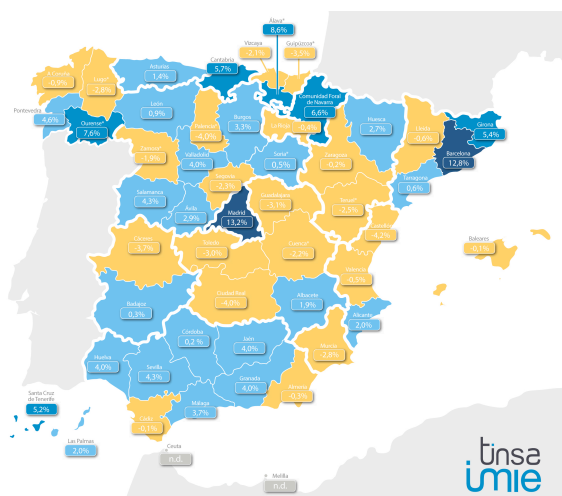 Álava*
8,6%
Vizcaya
-2,1%
Guipúzcoa*
-3,5%
Cantabria
5,7%
Asturias
1,4%
A Coruña
-0,9%
Lugo*
-2,8%
Comunidad Foral
de Navarra
6,6%
Pontevedra
4,6%
Ourense*
7,6%
León
0,9%
Palencia*
-4,0%
Burgos
3,3%
La Rioja
-0,4%
Huesca
2,7%
Lleida
-0,6%
Girona
5,4%
Barcelona
12,8%
Zamora*
-1,9%
Valladolid
4,0%
Soria*
0,5%
Zaragoza
-0,2%
Tarragona
0,6%
Salamanca
4,3%
Ávila
2,9%
Segovia*
-2,3%
Madrid
13,2%
Guadalajara
-3,1%
Teruel*
-2,5%
Castellón
-4,2%
Baleares
-0,1%
Cáceres
-3,7%
Toledo
-3,0%
Cuenca*
-2,2%
Valencia
-0,5%
Badajoz
0,3%
Ciudad Real
-4,0%
Albacete
1,9%
Alicante
2,0%
Córdoba
0,2 %
Jaén
4,0%
Murcia
-2,8%
Huelva
4,0%
Sevilla
4,3%
Granada
4,0%
Almería
-0,3%
Cádiz
-0,1%
Málaga
3,7%
Santa Cruz
de Tenerife
5,2%
Las Palmas
2,0%
Ceuta
n.d.
Melilla
n.d.
tinsa
imie